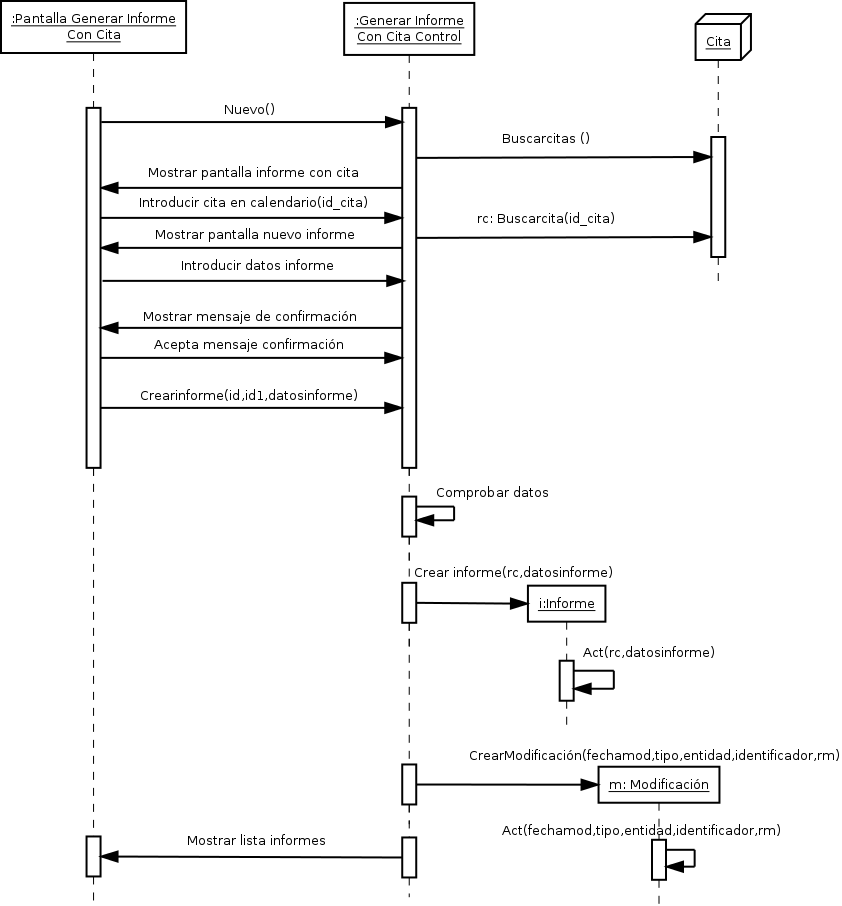 :Pantalla Generar Informe
Con Cita
:Generar Informe
Con Cita Control
Cita
Nuevo()
Buscarcitas ()
Mostrar pantalla informe con cita
Introducir cita en calendario(id_cita)
rc: Buscarcita(id_cita)
Mostrar pantalla nuevo informe
Introducir datos informe
Mostrar mensaje de confirmación
Acepta mensaje confirmación
Crearinforme(id,id1,datosinforme)
Comprobar datos
Crear informe(rc,datosinforme)
i:Informe
Act(rc,datosinforme)
CrearModificación(fechamod,tipo,entidad,identificador,rm)
m: Modificación
Act(fechamod,tipo,entidad,identificador,rm)
Mostrar lista informes